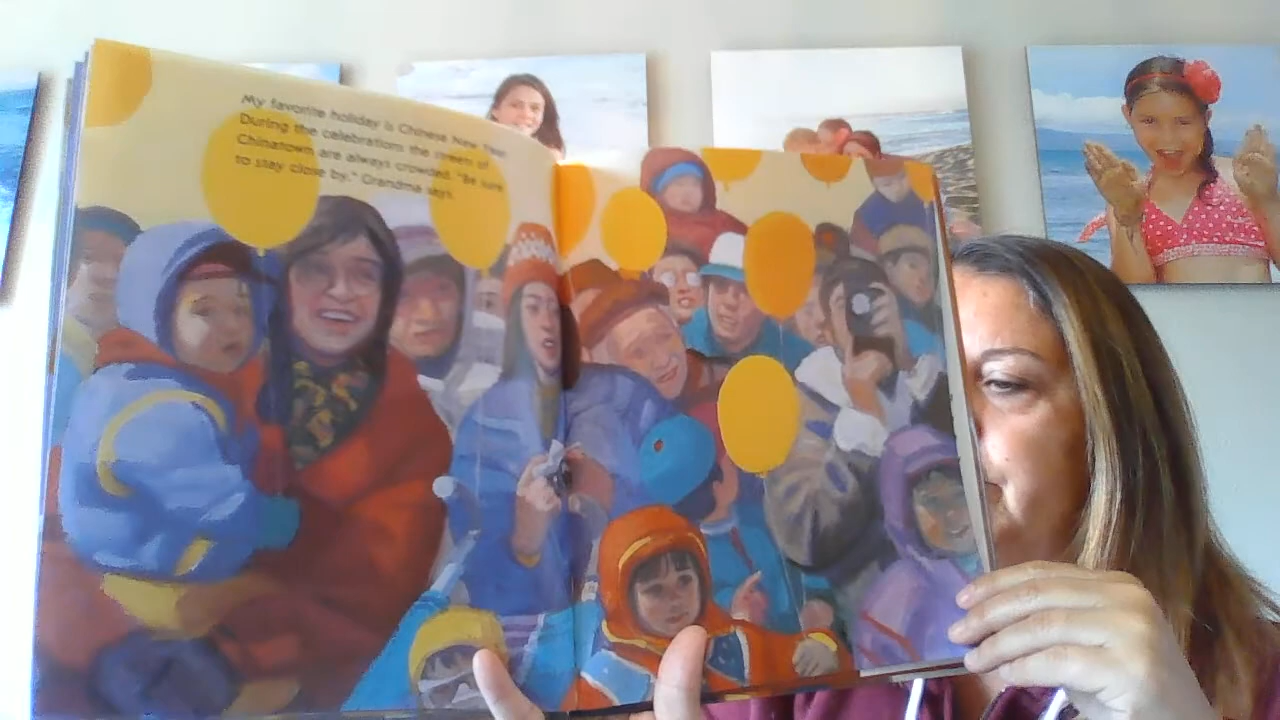 My favorite holiday is Chinese New Year.
During the celebrations the streets of
Chinatown are always crowded. "Be sure
to stay close by," Grandma says.